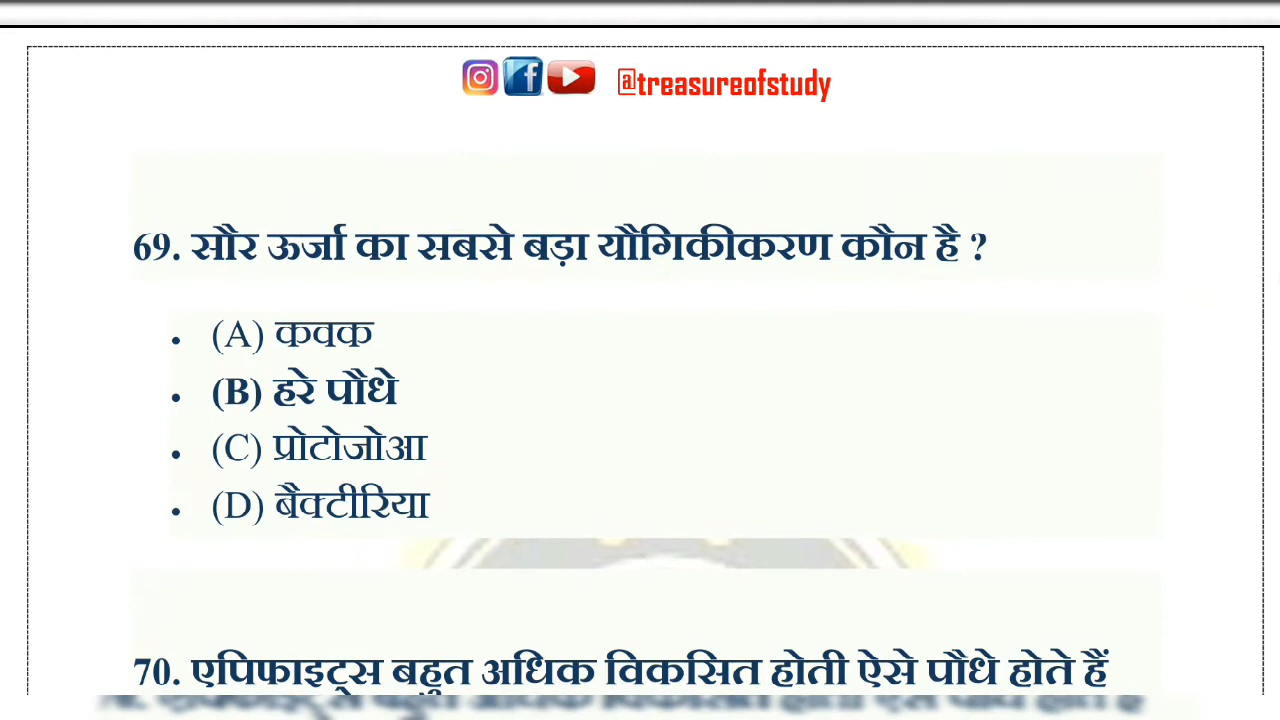 @treasureofstudy
69. सौर ऊर्जा का सबसे बड़ा यौगिकीकरण कौन है ?
• (A) कवक
• (B) हरे पौधे
• (C) प्रोटोजोआ
• (D) बैक्टीरिया
70. एपिफाइट्स बहुत अधिक विकसित होती ऐसे पौधे होते हैं